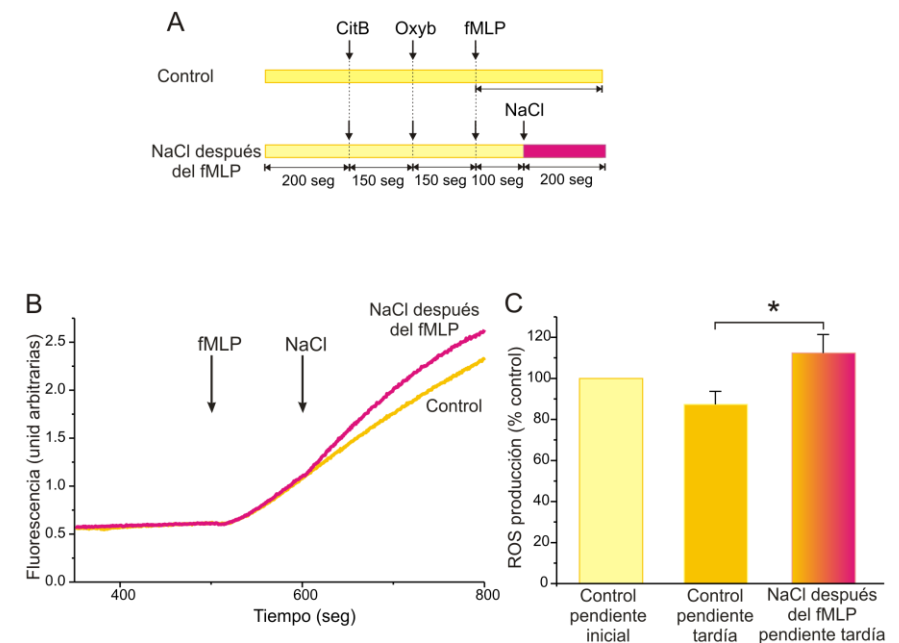 A
CitB Oxyb fMLP
Control
NaCl
NaCl después
del fMLP
200 seg 150 seg 150 seg 100 seg 200 seg
B
Fluorescencia (unid arbitrarias)
2.5
2.0
1.5
1.0
0.5
0.0
fMLP NaCl
NaCl después
del fMLP
Control
400 600 800
Tiempo (seg)
C
ROS producción (% control)
120
100
80
60
40
20
0
*
Control
pendiente
inicial
Control
pendiente
tardía
NaCl después
del fMLP
pendiente tardía